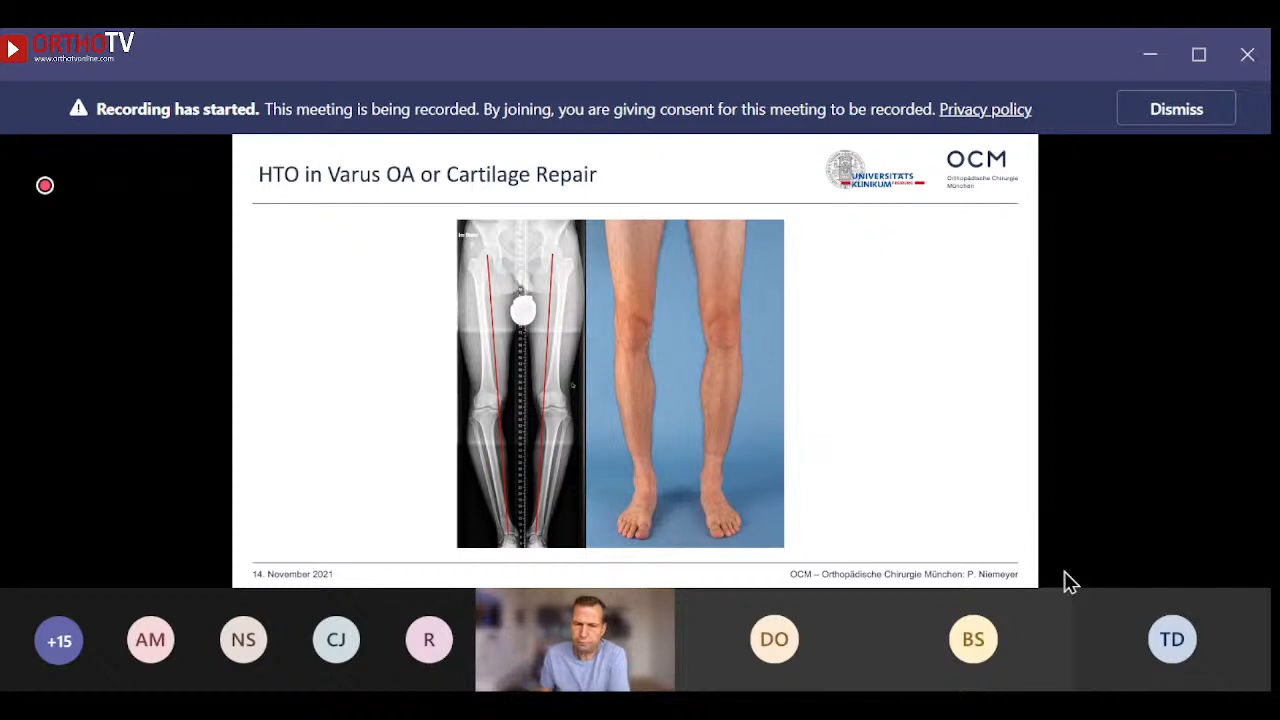 ORTHOTV
www.orthotvonline.com
Recording has started. This meeting is being recorded. By joining, you are giving consent for this meeting to be recorded. Privacy policy
Dismiss
HTO in Varus OA or Cartilage Repair
UNIVERSITÄTS
KLINIKUM FREIBURG
OCM
Orthopädische Chirurgie
München
14. November 2021
OCM – Orthopädische Chirurgie München: P. Niemeyer
+15
AM
NS
CJ
R
DO
BS
TD